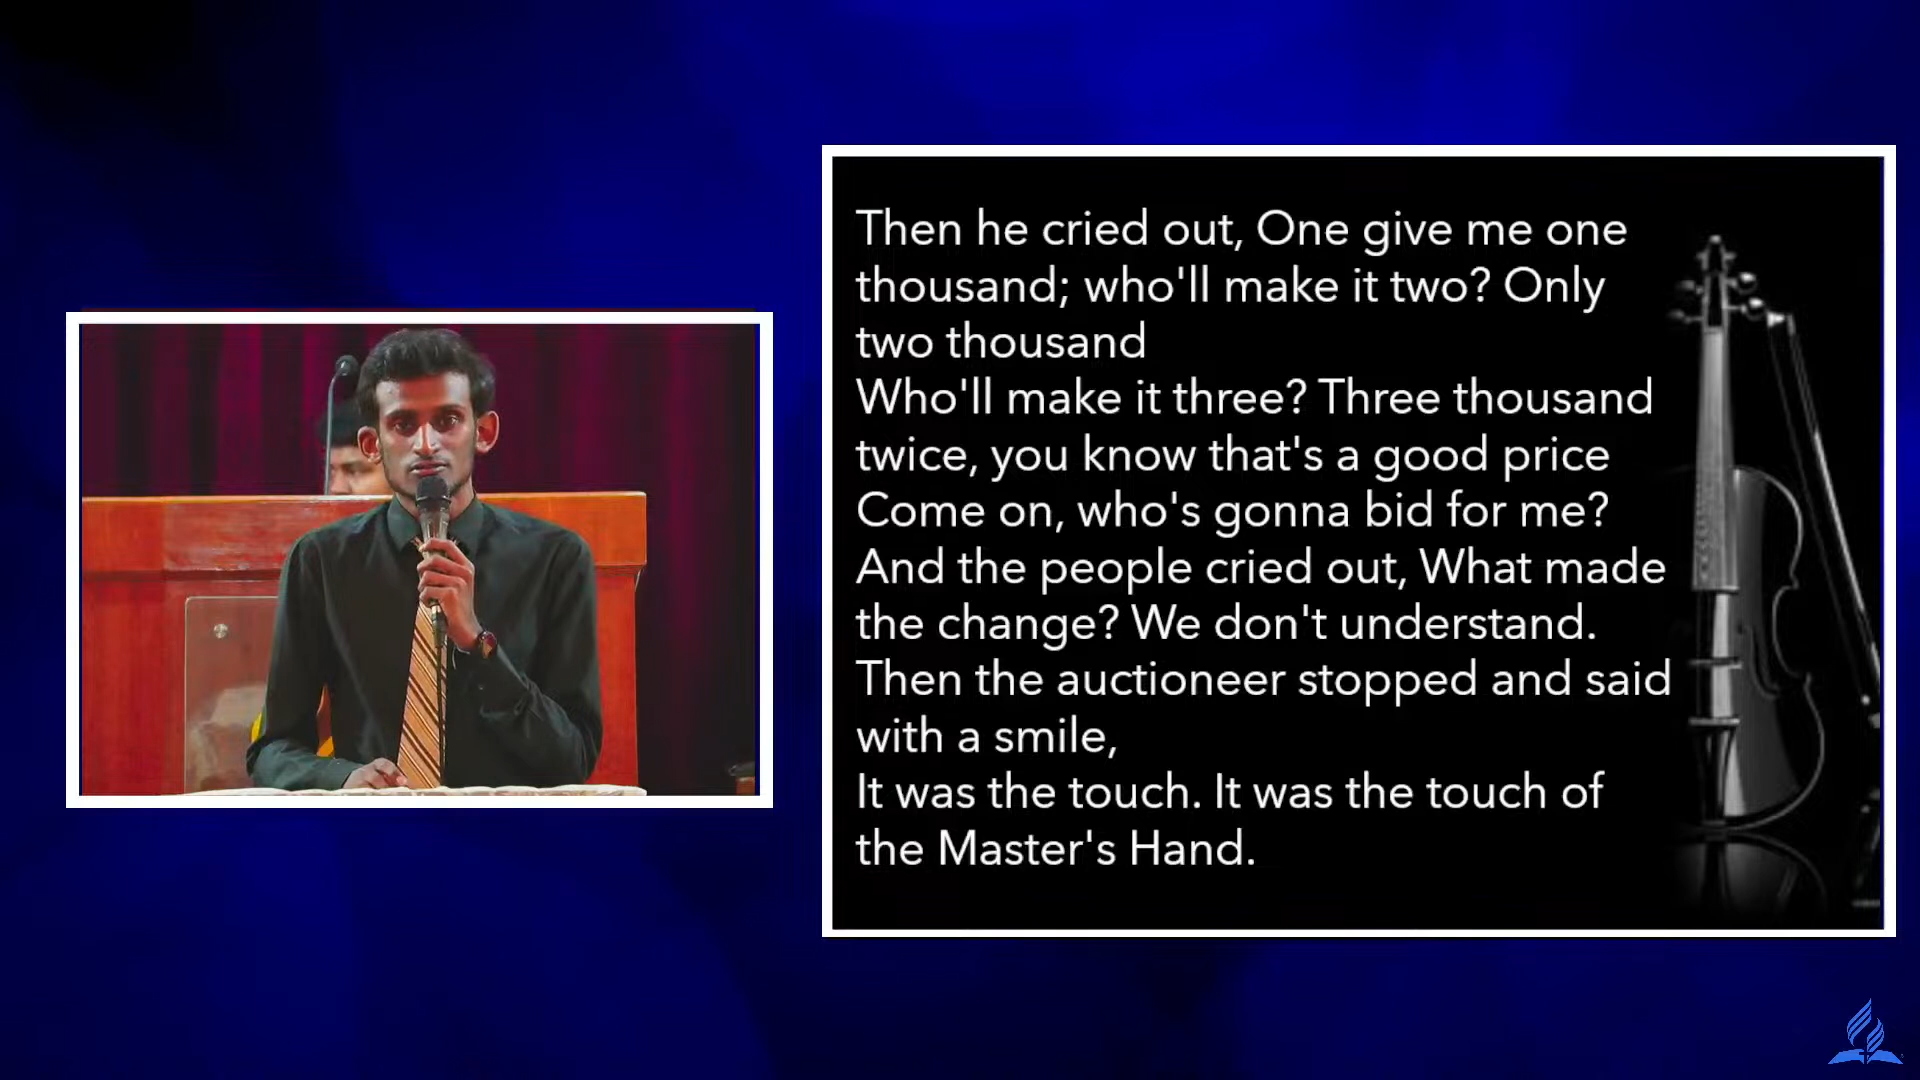 Then he cried out, One give me one
thousand; who'll make it two? Only
two thousand
Who'll make it three? Three thousand
twice, you know that's a good price
Come on, who's gonna bid for me?
And the people cried out, What made
the change? We don't understand.
Then the auctioneer stopped and said
with a smile,
It was the touch. It was the touch of
the Master's Hand.